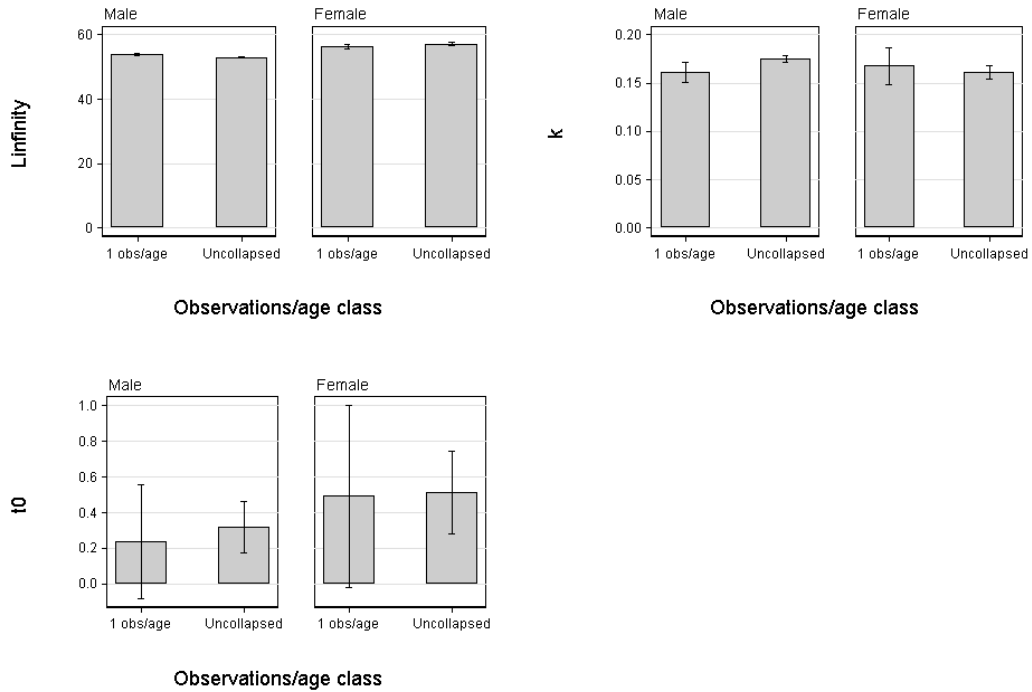 Male
Female
60
40
20
0
Linfinity
1 obs/age
Uncollapsed
1 obs/age
Uncollapsed
Observations/age class
Male
Female
0.20
0.15
0.10
0.05
0.00
k
1 obs/age
Uncollapsed
1 obs/age
Uncollapsed
Observations/age class
Male
Female
1.0
0.8
0.6
0.4
0.2
0.0
t0
1 obs/age
Uncollapsed
1 obs/age
Uncollapsed
Observations/age class